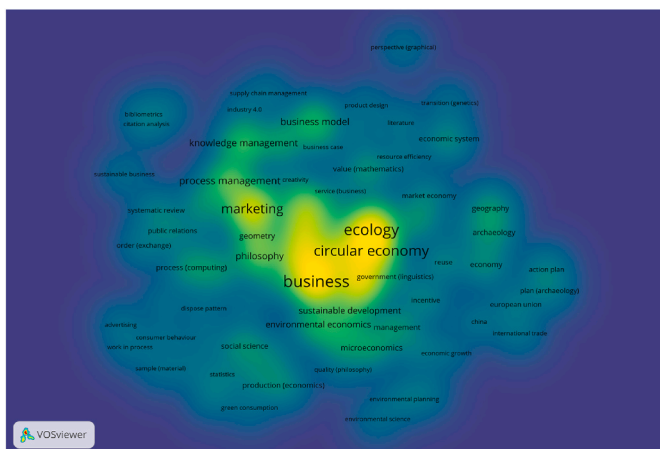 perspective (graphical)
supply chain management
transition (genetics)
industry 4.0
product design
bibliometrics
citation analysis
business model
literature
economic system
knowledge management
business case
resource efficiency
value (mathematics)
sustainable business
process management
creativity
service (business)
market economy
systematic review
marketing
geography
public relations
geometry
ecology
archaeology
order (exchange)
philosophy
circular economy
process (computing)
reuse
economy
action plan
business
government (linguistics)
plan (archaeology)
dispose pattern
sustainable development
incentive
european union
advertising
environmental economics
management
china
international trade
consumer behaviour
work in process
social science
microeconomics
economic growth
sample (material)
statistics
quality (philosophy)
production (economics)
green consumption
environmental planning
environmental science
VOSviewer